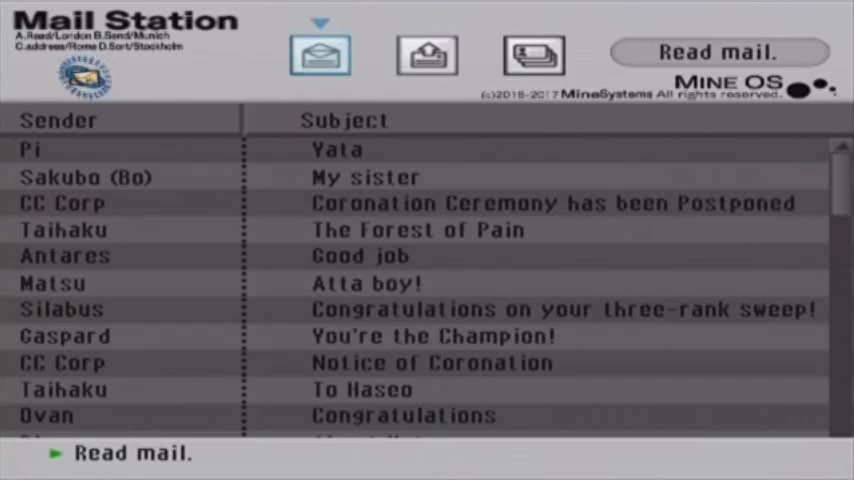 Mail Station
A.Read/London B.Send/Munich
C.address/Rome D.Sort/Stockholm
Read mail.
MINE OS
(c)2016-2017 MineSystems All rights reserved.
Sender Subject
Pi Yata
Sakubo (Bo) My sister
CC Corp Coronation Ceremony has been Postponed
Taihaku The Forest of Pain
Antares Good job
Matsu Atta boy!
Silabus Congratulations on your three-rank sweep!
Gaspard You're the Champion!
CC Corp Notice of Coronation
Taihaku To Haseo
Ovan Congratulations
Read mail.